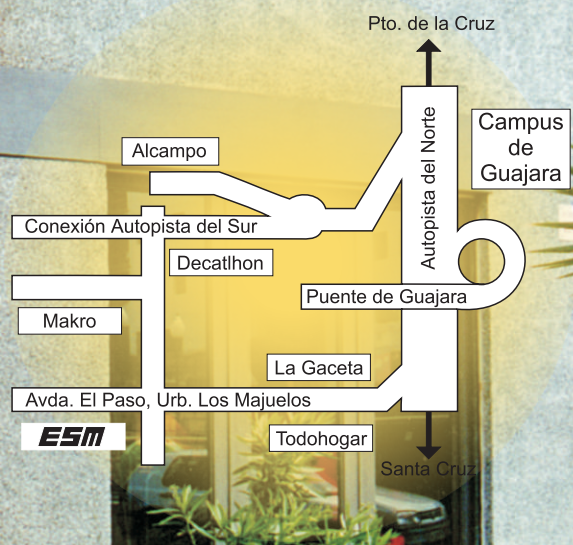 Pto. de la Cruz
Autopista del Norte
Campus
de
Guajara
Alcampo
Conexión Autopista del Sur
Decatlhon
Puente de Guajara
Makro
La Gaceta
Avda. El Paso, Urb. Los Majuelos
ESM
Todohogar
Santa Cruz